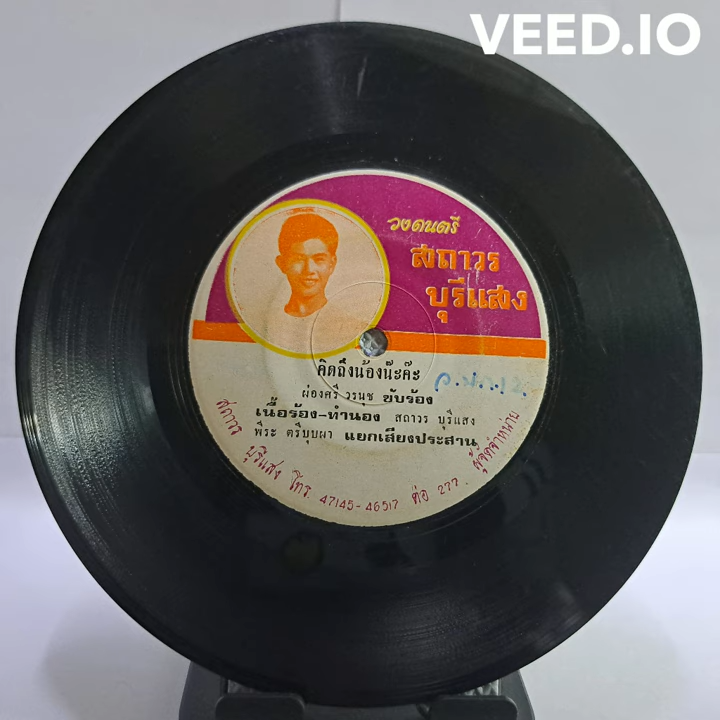 VEED.IO
วงดนตรี
สถาวร
บุรีแสง
คิดถึงน้องน๊ะค๊ะ
ผ่องศรี วรนุช ขับร้อง
เนื้อร้อง-ทำนอง สถาวร บุรีแสง
พีระ ตรีบุบผา แยกเสียงประสาน
สถาวร บุรีแสง โทร. 47145-46517 ต่อ 277. ผู้จัดจำหน่าย